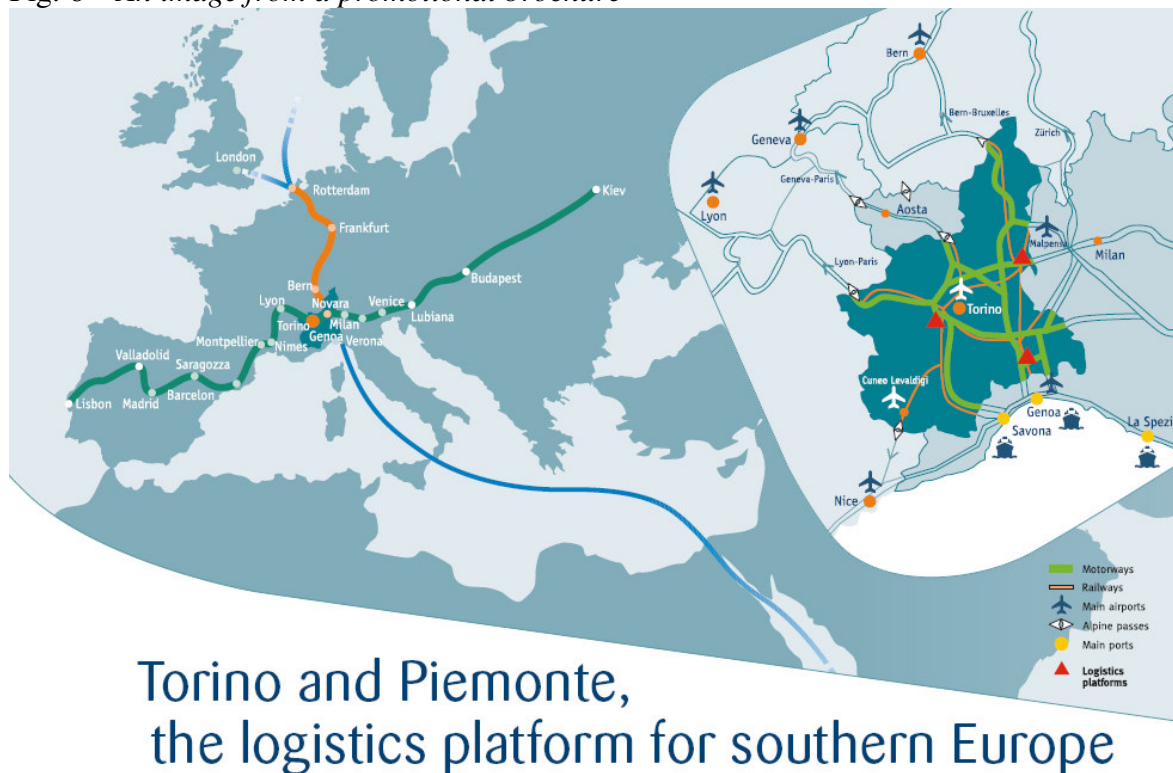 London
Rotterdam
Frankfurt
Kiev
Budapest
Bern
Lyon
Novara
Venice
Torino
Milan
Lubiana
Genoa
Verona
Montpellier
Nimes
Valladolid
Saragozza
Lisbon
Madrid
Barcelon
Bern
Bern-Bruxelles
Zürich
Geneva
Geneva-Paris
Lyon
Aosta
Malpensa
Milan
Lyon-Paris
Torino
Cuneo Levaldigi
Genoa
Savona
La Spezi
Nice
Motorways
Railways
Main airports
Alpine passes
Main ports
Logistics
platforms
Torino and Piemonte,
the logistics platform for southern Europe